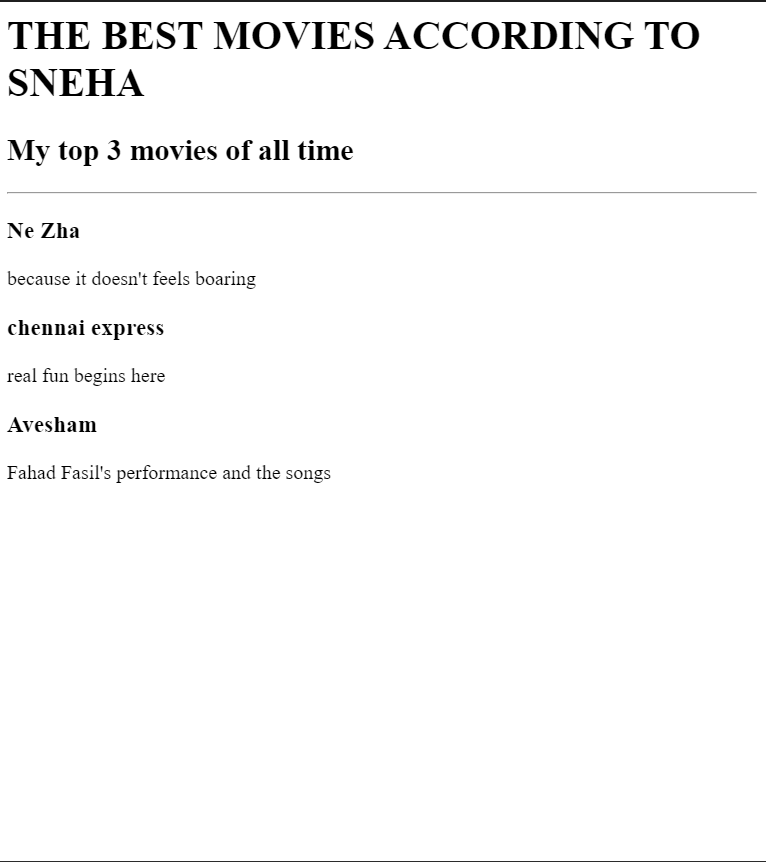 THE BEST MOVIES ACCORDING TO
SNEHA
My top 3 movies of all time
Ne Zha
because it doesn't feels boaring
chennai express
real fun begins here
Avesham
Fahad Fasil's performance and the songs